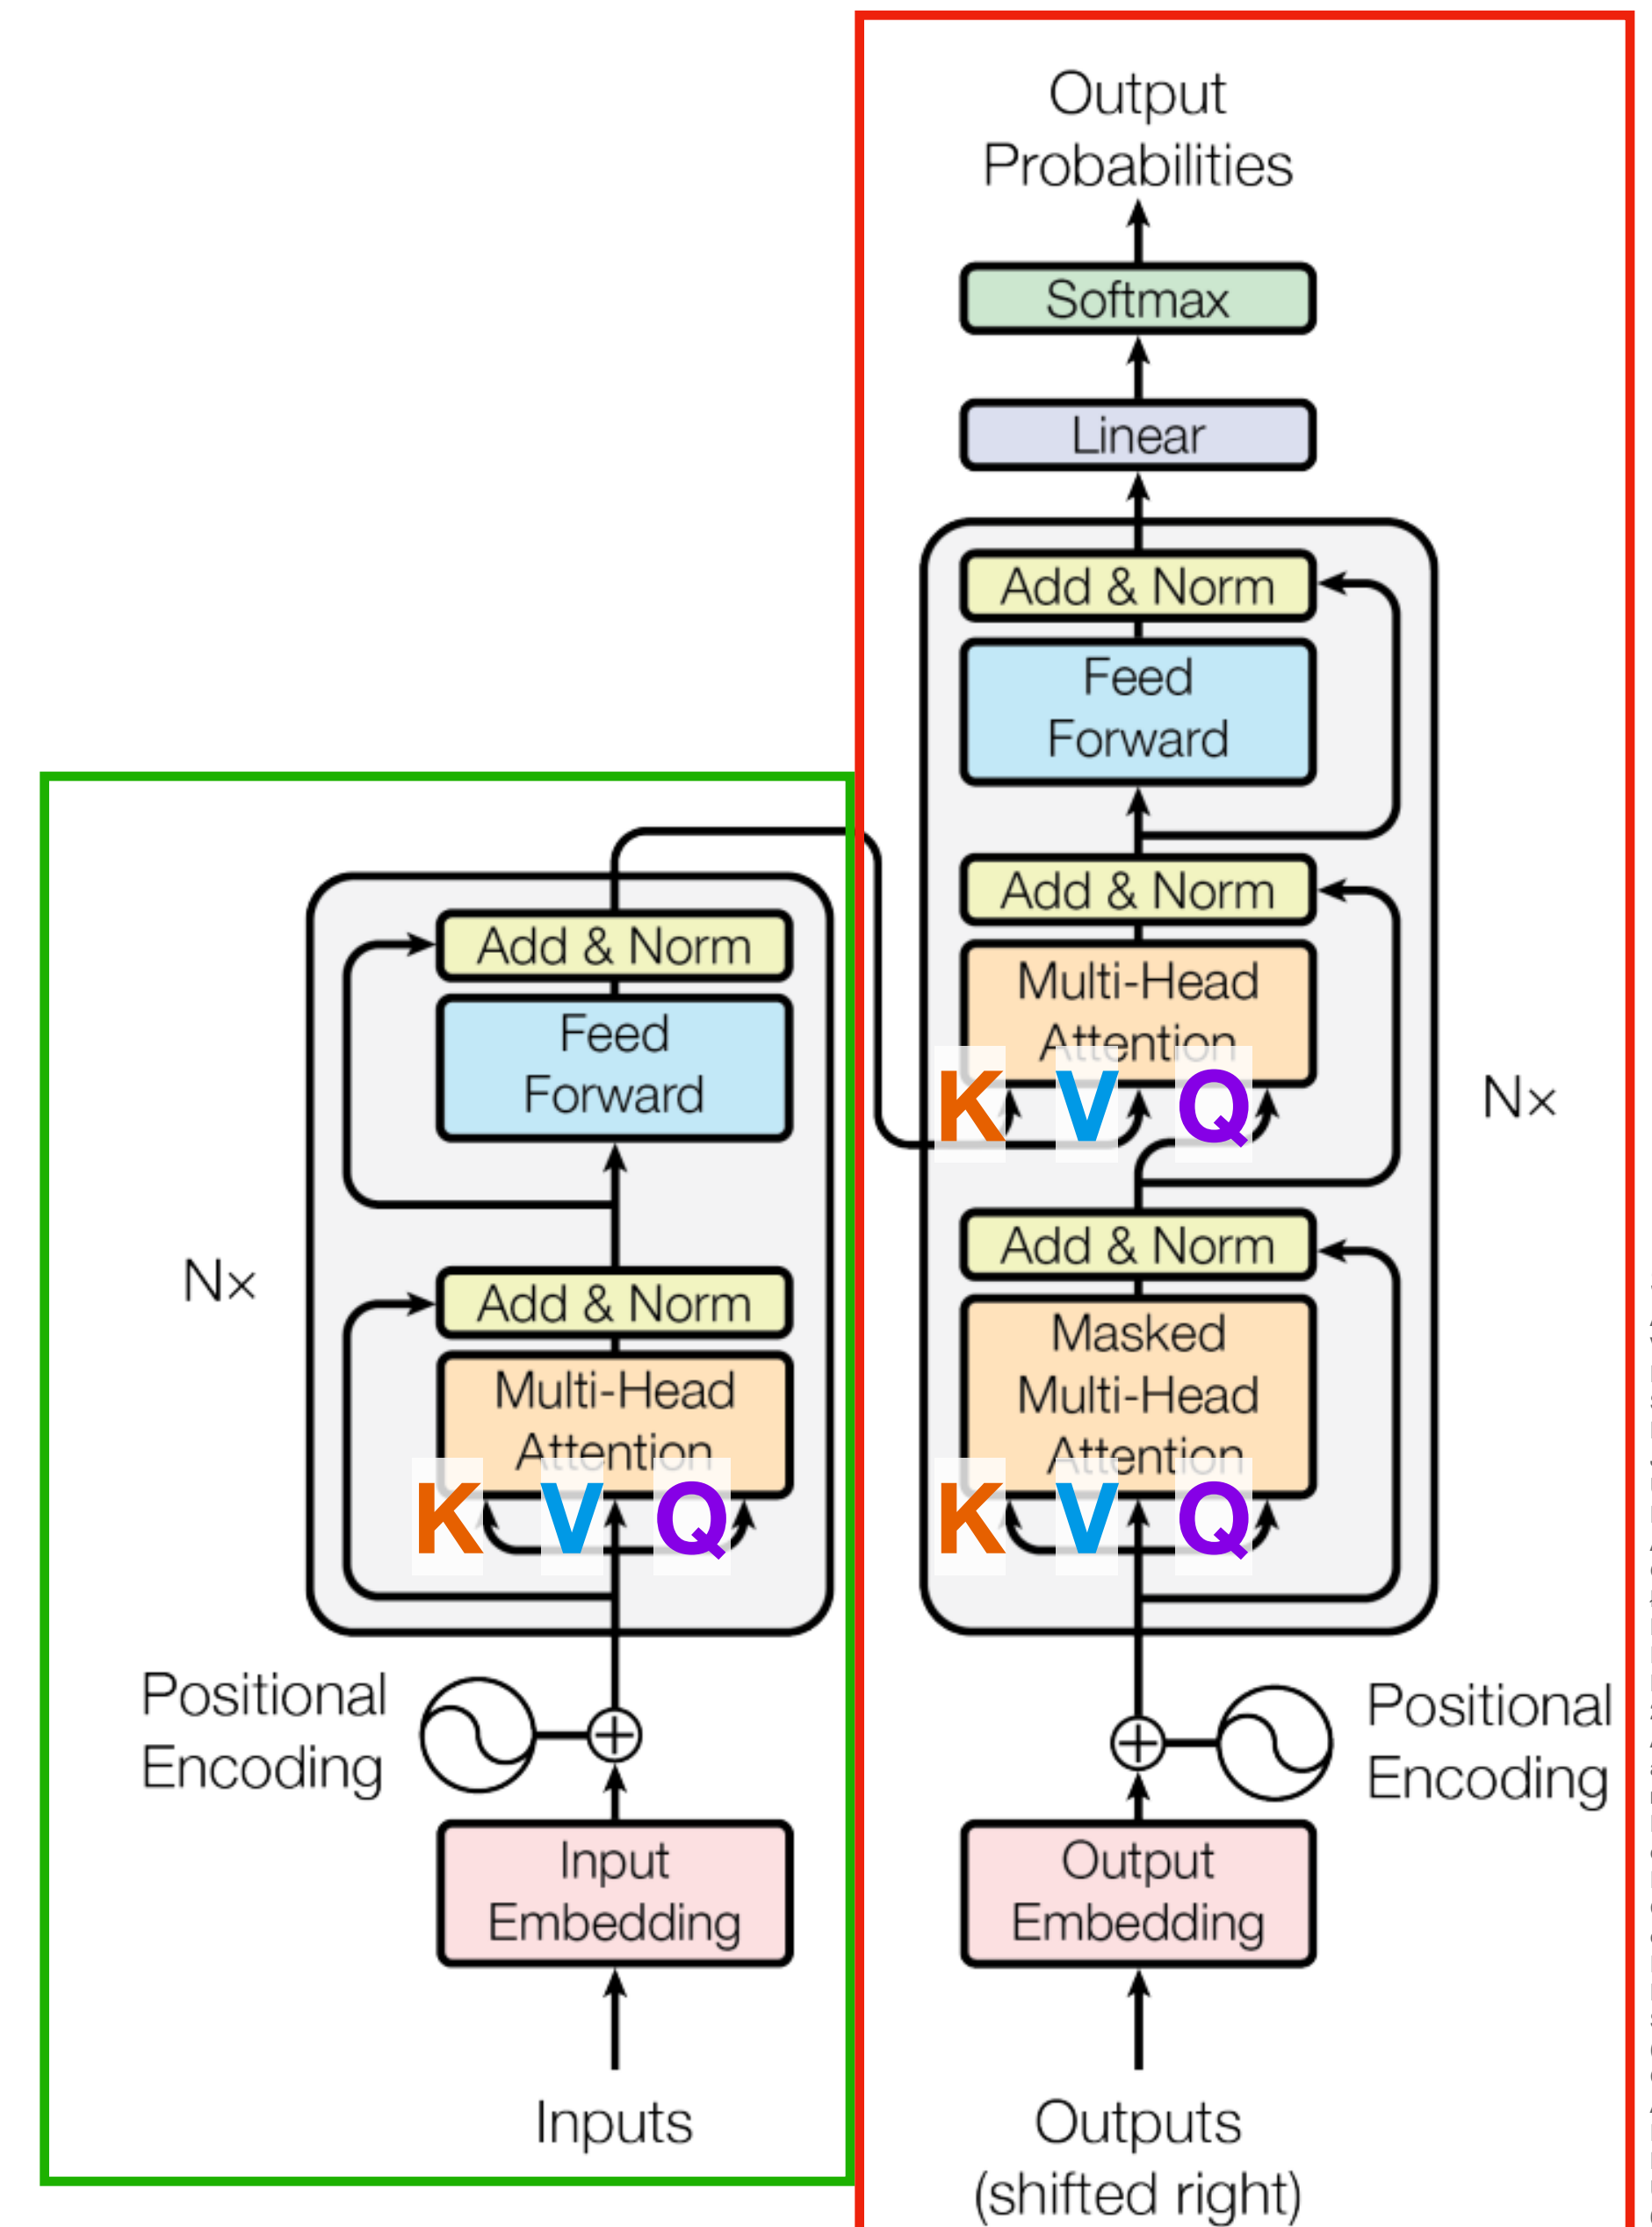 Output
Probabilities
Softmax
Linear
Add & Norm
Feed
Forward
Add & Norm
Multi-Head
Attention
K V Q
Nx
Add & Norm
Masked
Multi-Head
Attention
K V Q
Positional
Encoding
Output
Embedding
Outputs
(shifted right)
Add & Norm
Feed
Forward
Nx
Add & Norm
Multi-Head
Attention
K V Q
Positional
Encoding
Input
Embedding
Inputs